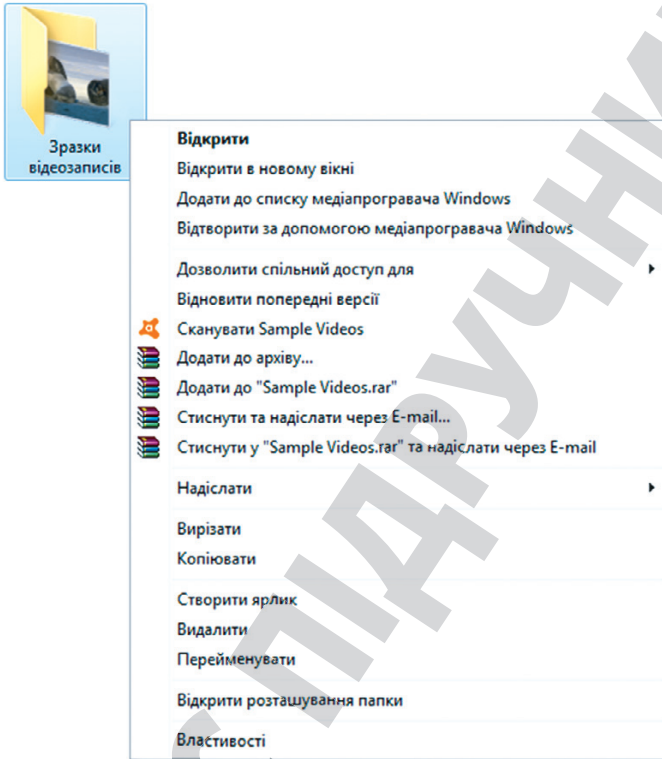 Зразки
відеозаписів
Відкрити
Відкрити в новому вікні
Додати до списку медіапрогравача Windows
Відтворити за допомогою медіапрогравача Windows
Дозволити спільний доступ для
Відновити попередні версії
Сканувати Sample Videos
Додати до архіву...
Додати до "Sample Videos.rar"
Стиснути та надіслати через E-mail...
Стиснути у "Sample Videos.rar" та надіслати через E-mail
Надіслати
Вирізати
Копіювати
Створити ярлик
Видалити
Перейменувати
Відкрити розташування папки
Властивості
С ПІДРУЧНИ